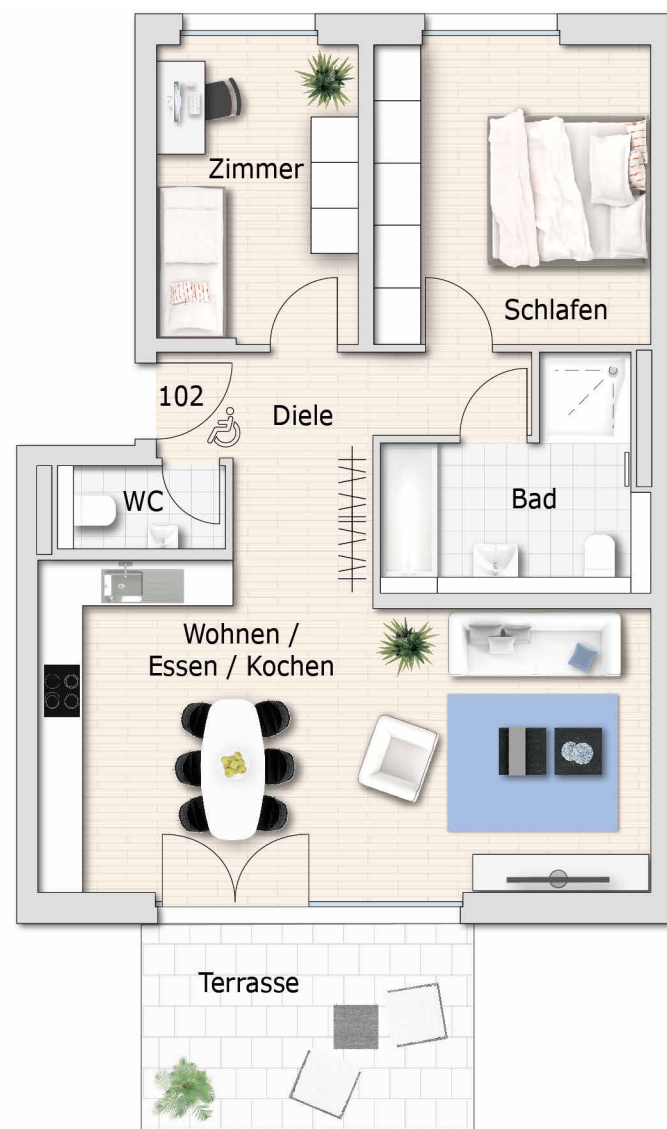 Zimmer
Schlafen
102
Diele
WC
Bad
Wohnen /
Essen / Kochen
Terrasse